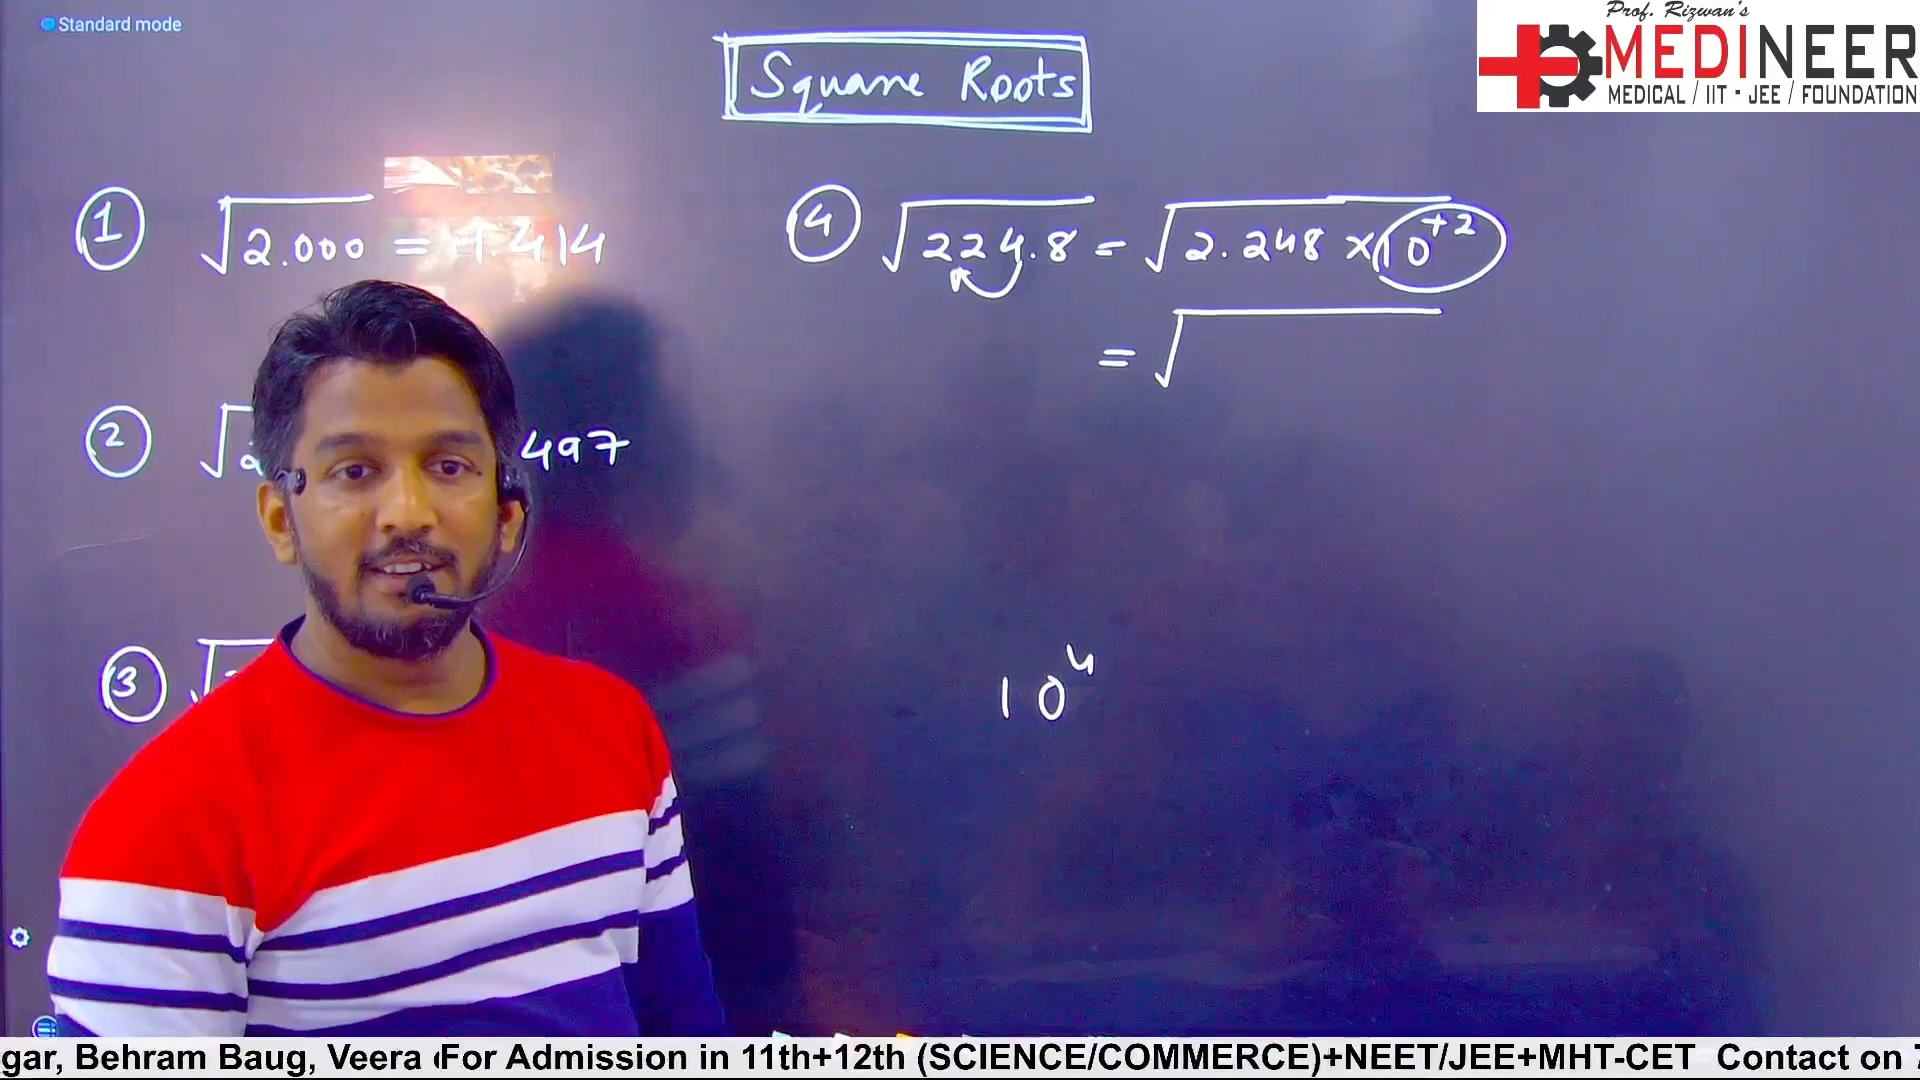 Standard mode
Prof. Rizwan's
MEDINEER
MEDICAL / IIT - JEE / FOUNDATION
Square Roots
① √2.000 = 1.414
② √2 497
③ √
④ √224.8 = √2.248 × 10⁺²
= √
10⁴
gar, Behram Baug, Veera For Admission in 11th+12th (SCIENCE/COMMERCE)+NEET/JEE+MHT-CET Contact on 7